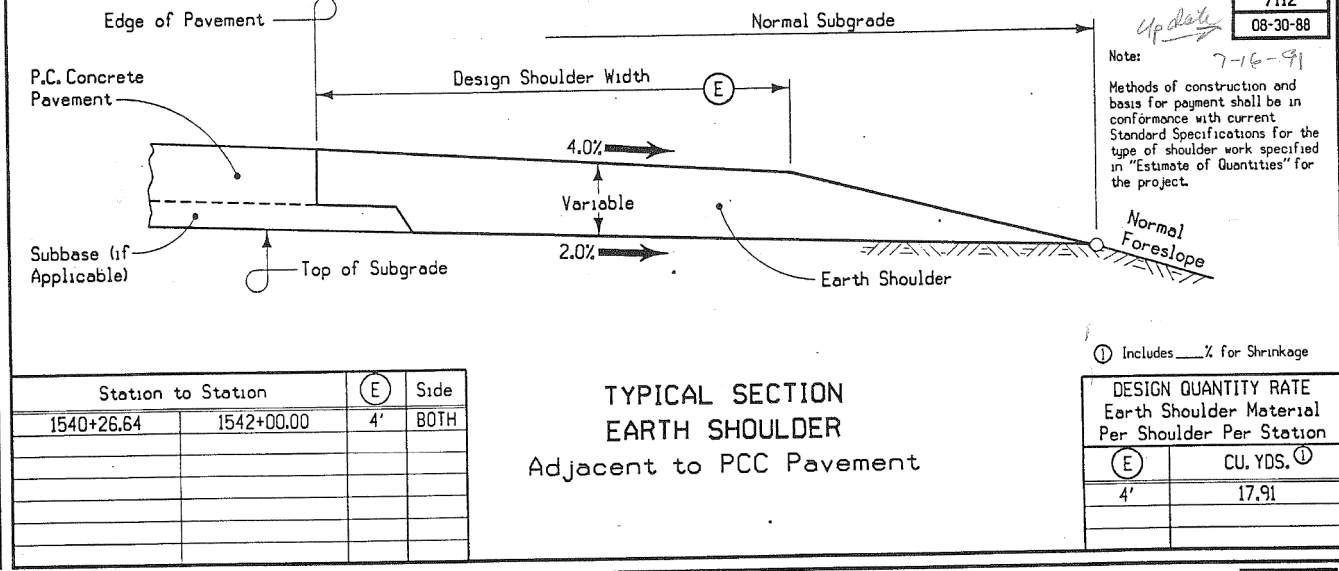 7112
08-30-88
Update
7-16-91
Edge of Pavement
Normal Subgrade
P.C. Concrete
Pavement
Design Shoulder Width
E
Note:
Methods of construction and
basis for payment shall be in
conformance with current
Standard Specifications for the
type of shoulder work specified
in "Estimate of Quantities" for
the project.
4.0%
Variable
2.0%
Subbase (if
Applicable)
Top of Subgrade
Earth Shoulder
Normal
Foreslope
① Includes ____% for Shrinkage
Station to Station E Side
1540+26.64 1542+00.00 4' BOTH
TYPICAL SECTION
EARTH SHOULDER
Adjacent to PCC Pavement
DESIGN QUANTITY RATE
Earth Shoulder Material
Per Shoulder Per Station
E CU. YDS. ①
4' 17.91